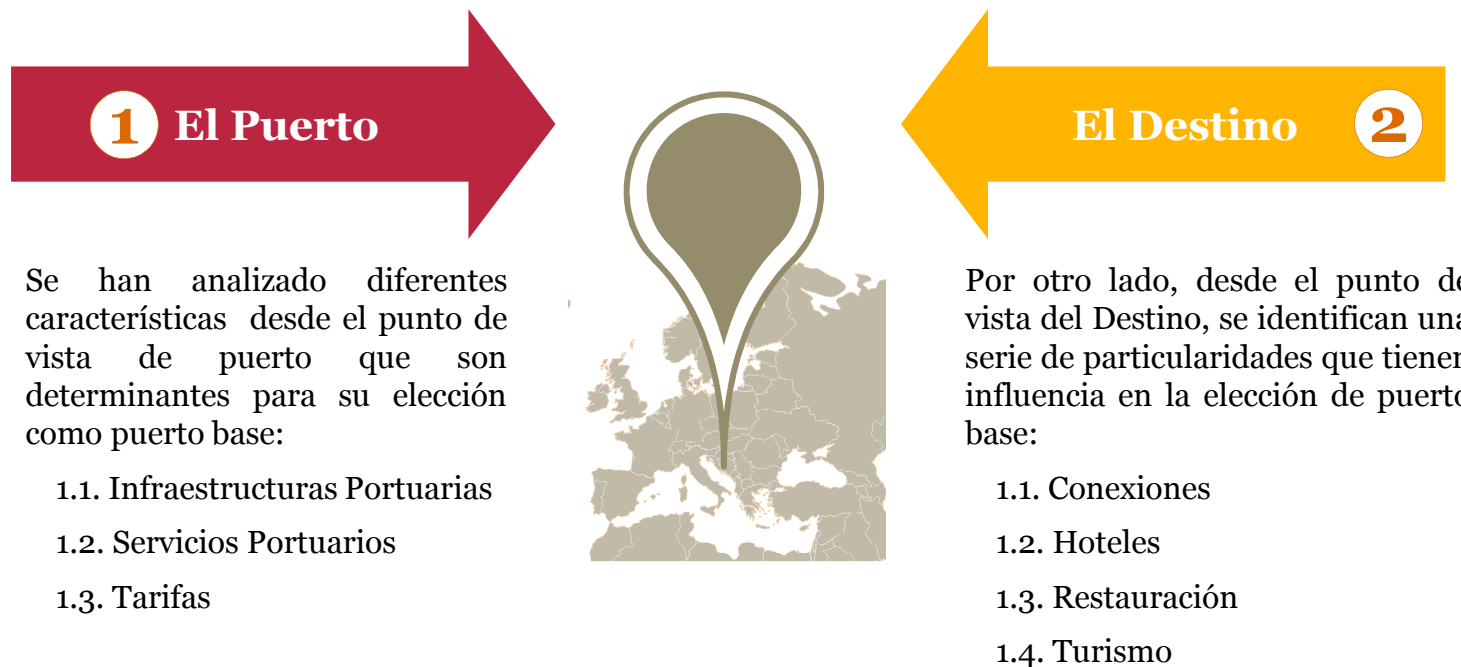 1 El Puerto
Se han analizado diferentes
características desde el punto de
vista de puerto que son
determinantes para su elección
como puerto base:
1.1. Infraestructuras Portuarias
1.2. Servicios Portuarios
1.3. Tarifas
El Destino 2
Por otro lado, desde el punto de
vista del Destino, se identifican una
serie de particularidades que tienen
influencia en la elección de puerto
base:
1.1. Conexiones
1.2. Hoteles
1.3. Restauración
1.4. Turismo